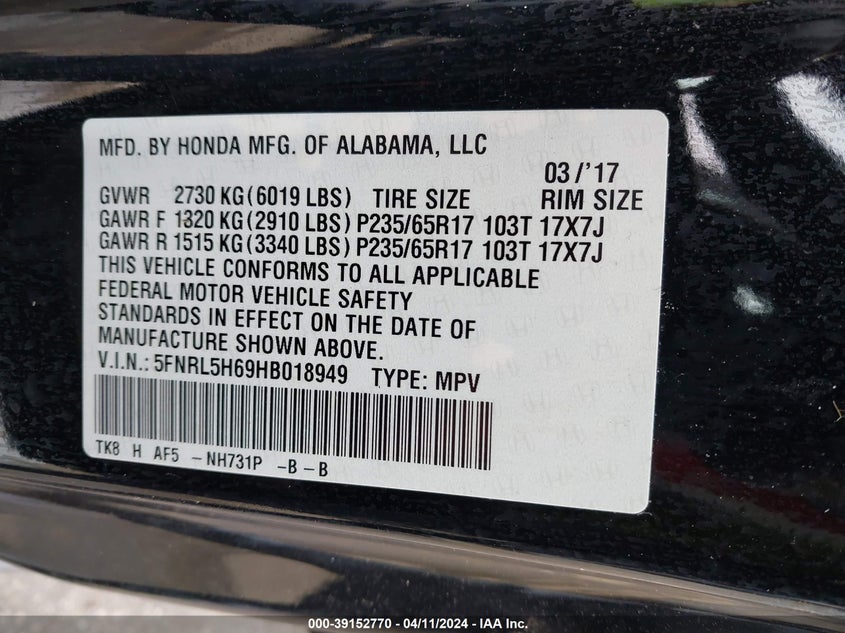 MFD. BY HONDA MFG. OF ALABAMA, LLC
03/'17
GVWR 2730 KG(6019 LBS) TIRE SIZE RIM SIZE
GAWR F 1320 KG(2910 LBS) P235/65R17 103T 17X7J
GAWR R 1515 KG(3340 LBS) P235/65R17 103T 17X7J
THIS VEHICLE CONFORMS TO ALL APPLICABLE
FEDERAL MOTOR VEHICLE SAFETY
STANDARDS IN EFFECT ON THE DATE OF
MANUFACTURE SHOWN ABOVE.
V.I.N.: 5FNRL5H69HB018949 TYPE: MPV
TK8 H AF5 -NH731P -B-B
000-39152770 - 04/11/2024 - IAA Inc.